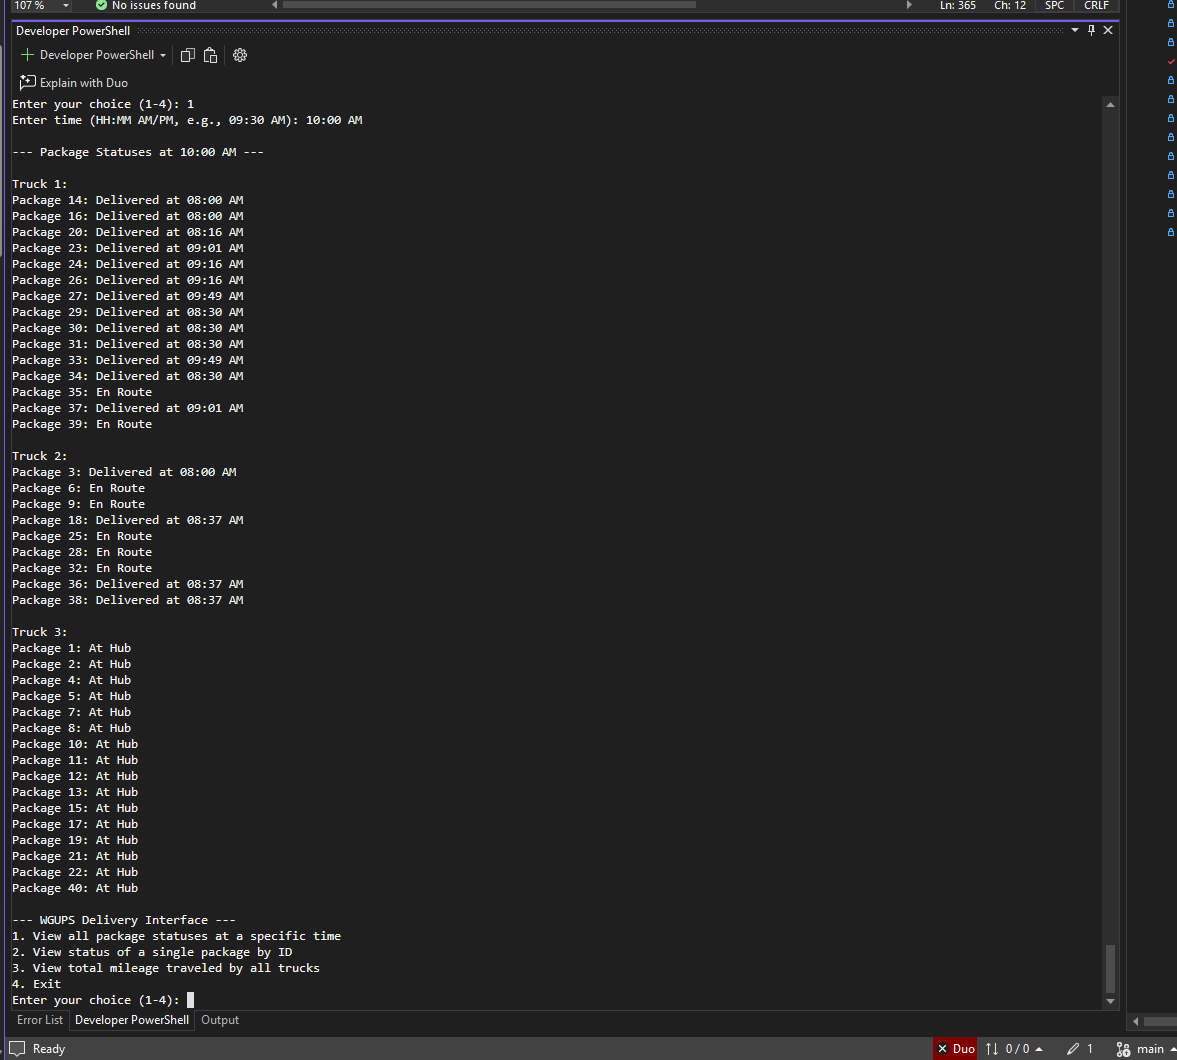 107 % No issues found Ln: 365 Ch: 12 SPC CRLF
Developer PowerShell
Developer PowerShell
Explain with Duo
Enter your choice (1-4): 1
Enter time (HH:MM AM/PM, e.g., 09:30 AM): 10:00 AM
--- Package Statuses at 10:00 AM ---
Truck 1:
Package 14: Delivered at 08:00 AM
Package 16: Delivered at 08:00 AM
Package 20: Delivered at 08:16 AM
Package 23: Delivered at 09:01 AM
Package 24: Delivered at 09:16 AM
Package 26: Delivered at 09:16 AM
Package 27: Delivered at 09:49 AM
Package 29: Delivered at 08:30 AM
Package 30: Delivered at 08:30 AM
Package 31: Delivered at 08:30 AM
Package 33: Delivered at 09:49 AM
Package 34: Delivered at 08:30 AM
Package 35: En Route
Package 37: Delivered at 09:01 AM
Package 39: En Route
Truck 2:
Package 3: Delivered at 08:00 AM
Package 6: En Route
Package 9: En Route
Package 18: Delivered at 08:37 AM
Package 25: En Route
Package 28: En Route
Package 32: En Route
Package 36: Delivered at 08:37 AM
Package 38: Delivered at 08:37 AM
Truck 3:
Package 1: At Hub
Package 2: At Hub
Package 4: At Hub
Package 5: At Hub
Package 7: At Hub
Package 8: At Hub
Package 10: At Hub
Package 11: At Hub
Package 12: At Hub
Package 13: At Hub
Package 15: At Hub
Package 17: At Hub
Package 19: At Hub
Package 21: At Hub
Package 22: At Hub
Package 40: At Hub
--- WGUPS Delivery Interface ---
1. View all package statuses at a specific time
2. View status of a single package by ID
3. View total mileage traveled by all trucks
4. Exit
Enter your choice (1-4):
Error List Developer PowerShell Output
Ready Duo 0 / 0 1 main